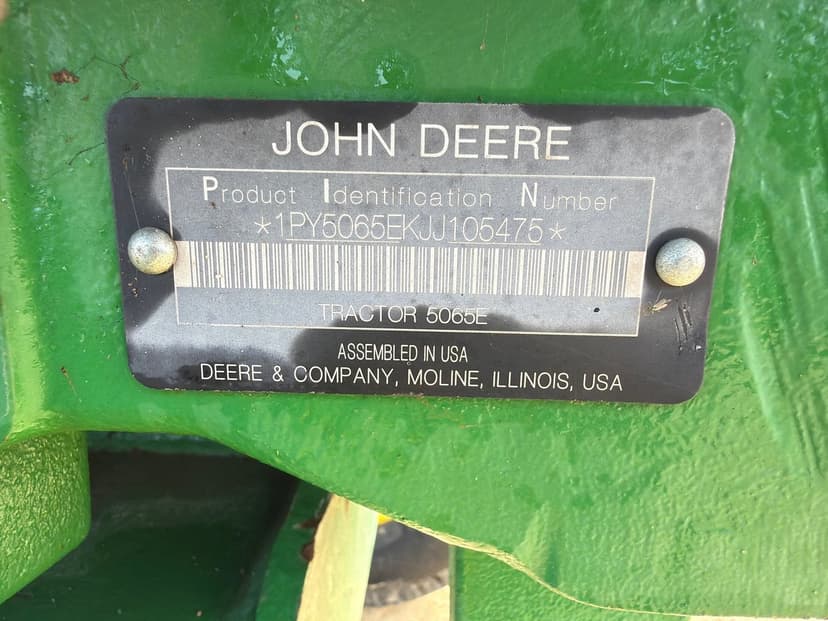 JOHN DEERE
Product Identification Number
*1PY5065EKJJ105475*
TRACTOR 5065E
ASSEMBLED IN USA
DEERE & COMPANY, MOLINE, ILLINOIS, USA